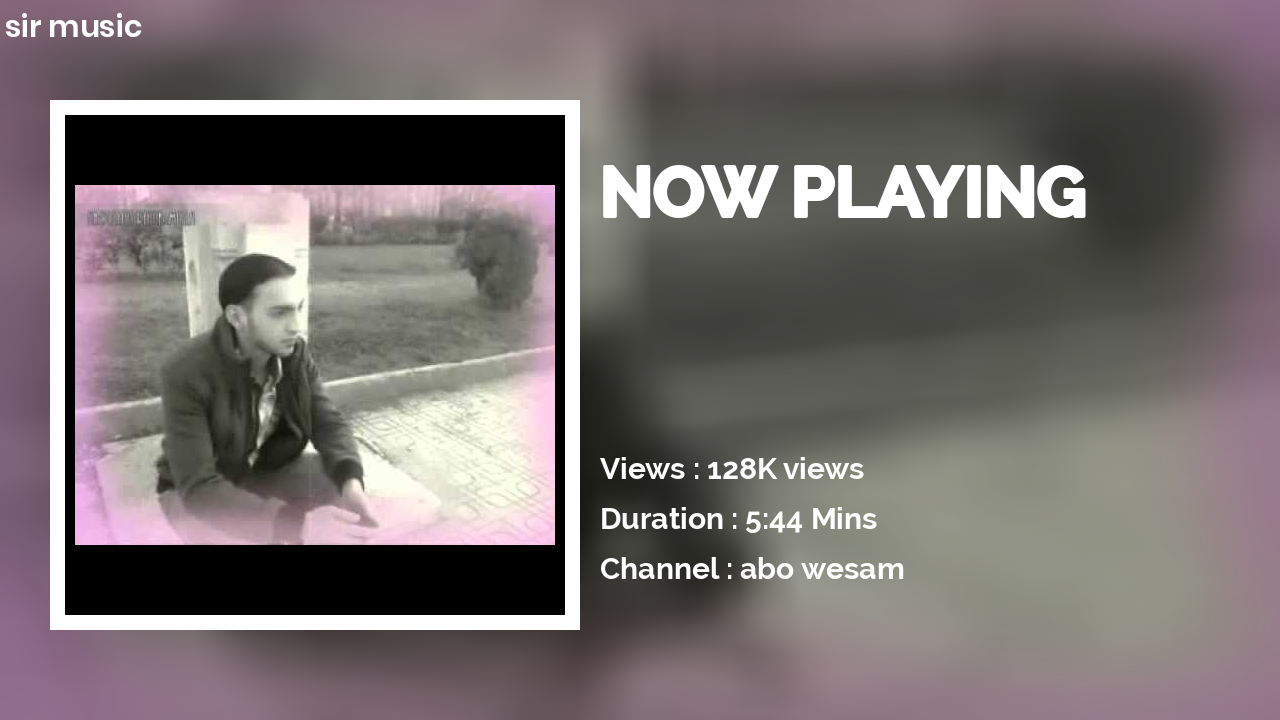 sir music
NOW PLAYING
Views : 128K views
Duration : 5:44 Mins
Channel : abo wesam